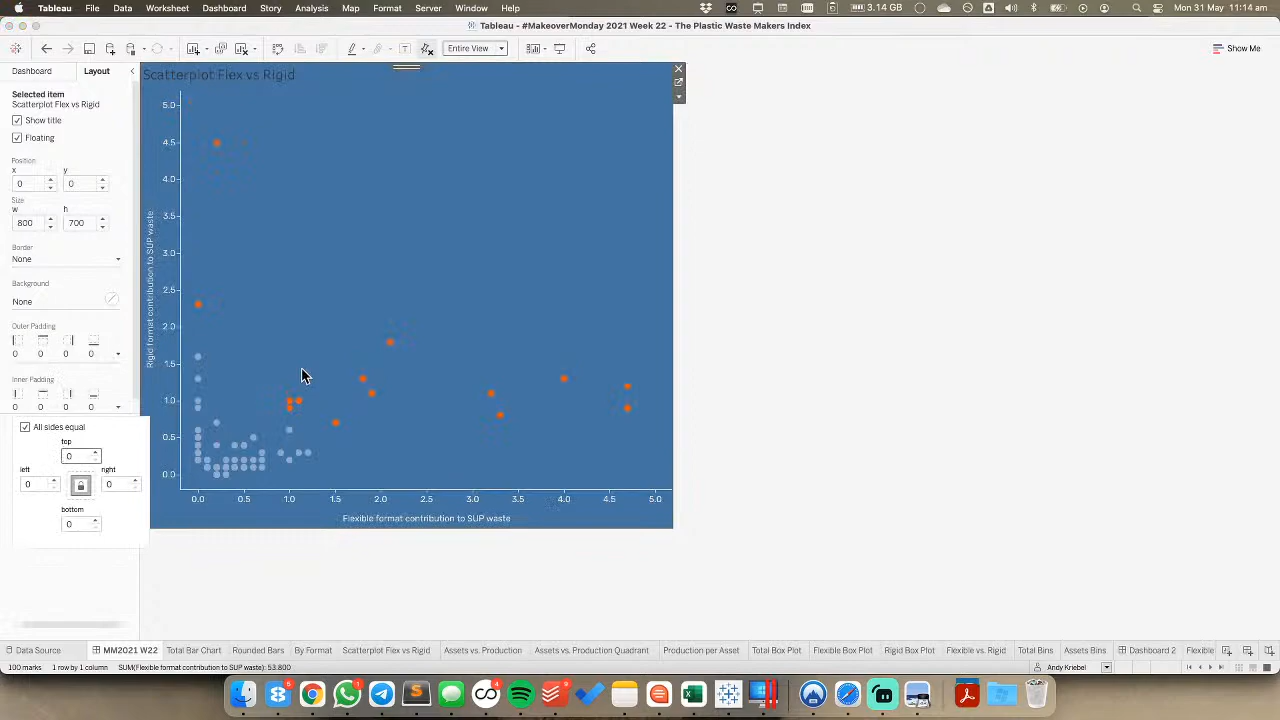 Tableau File Data Worksheet Dashboard Story Analysis Map Format Server Window Help 3.14 GB Mon 31 May 11:11:14 am
Tableau - #MakeoverMonday 2021 Week 22 - The Plastic Waste Makers Index
Entire View Show Me
Dashboard Layout
Selected item
Scatterplot Flex vs Rigid
Show title
Floating
Position
x y
0 0
Size
w h
800 700
Border
None
Background
None
Outer Padding
0 0 0 0
Inner Padding
0 0 0 0
All sides equal
top
0
left right
0 0
bottom
0
Scatterplot Flex vs Rigid
Rigid format contribution to SUP waste
5.0
4.5
4.0
3.5
3.0
2.5
2.0
1.5
1.0
0.5
0.0
0.0 0.5 1.0 1.5 2.0 2.5 3.0 3.5 4.0 4.5 5.0
Flexible format contribution to SUP waste
Data Source MM2021 W22 Total Bar Chart Rounded Bars By Format Scatterplot Flex vs Rigid Assets vs. Production Assets vs. Production Quadrant Production per Asset Total Box Plot Flexible Box Plot Rigid Box Plot Flexible vs. Rigid Total Bins Assets Bins Dashboard 2 Flexible
100 marks 1 row by 1 column SUM(Flexible format contribution to SUP waste): 53.800 Andy Kriebel